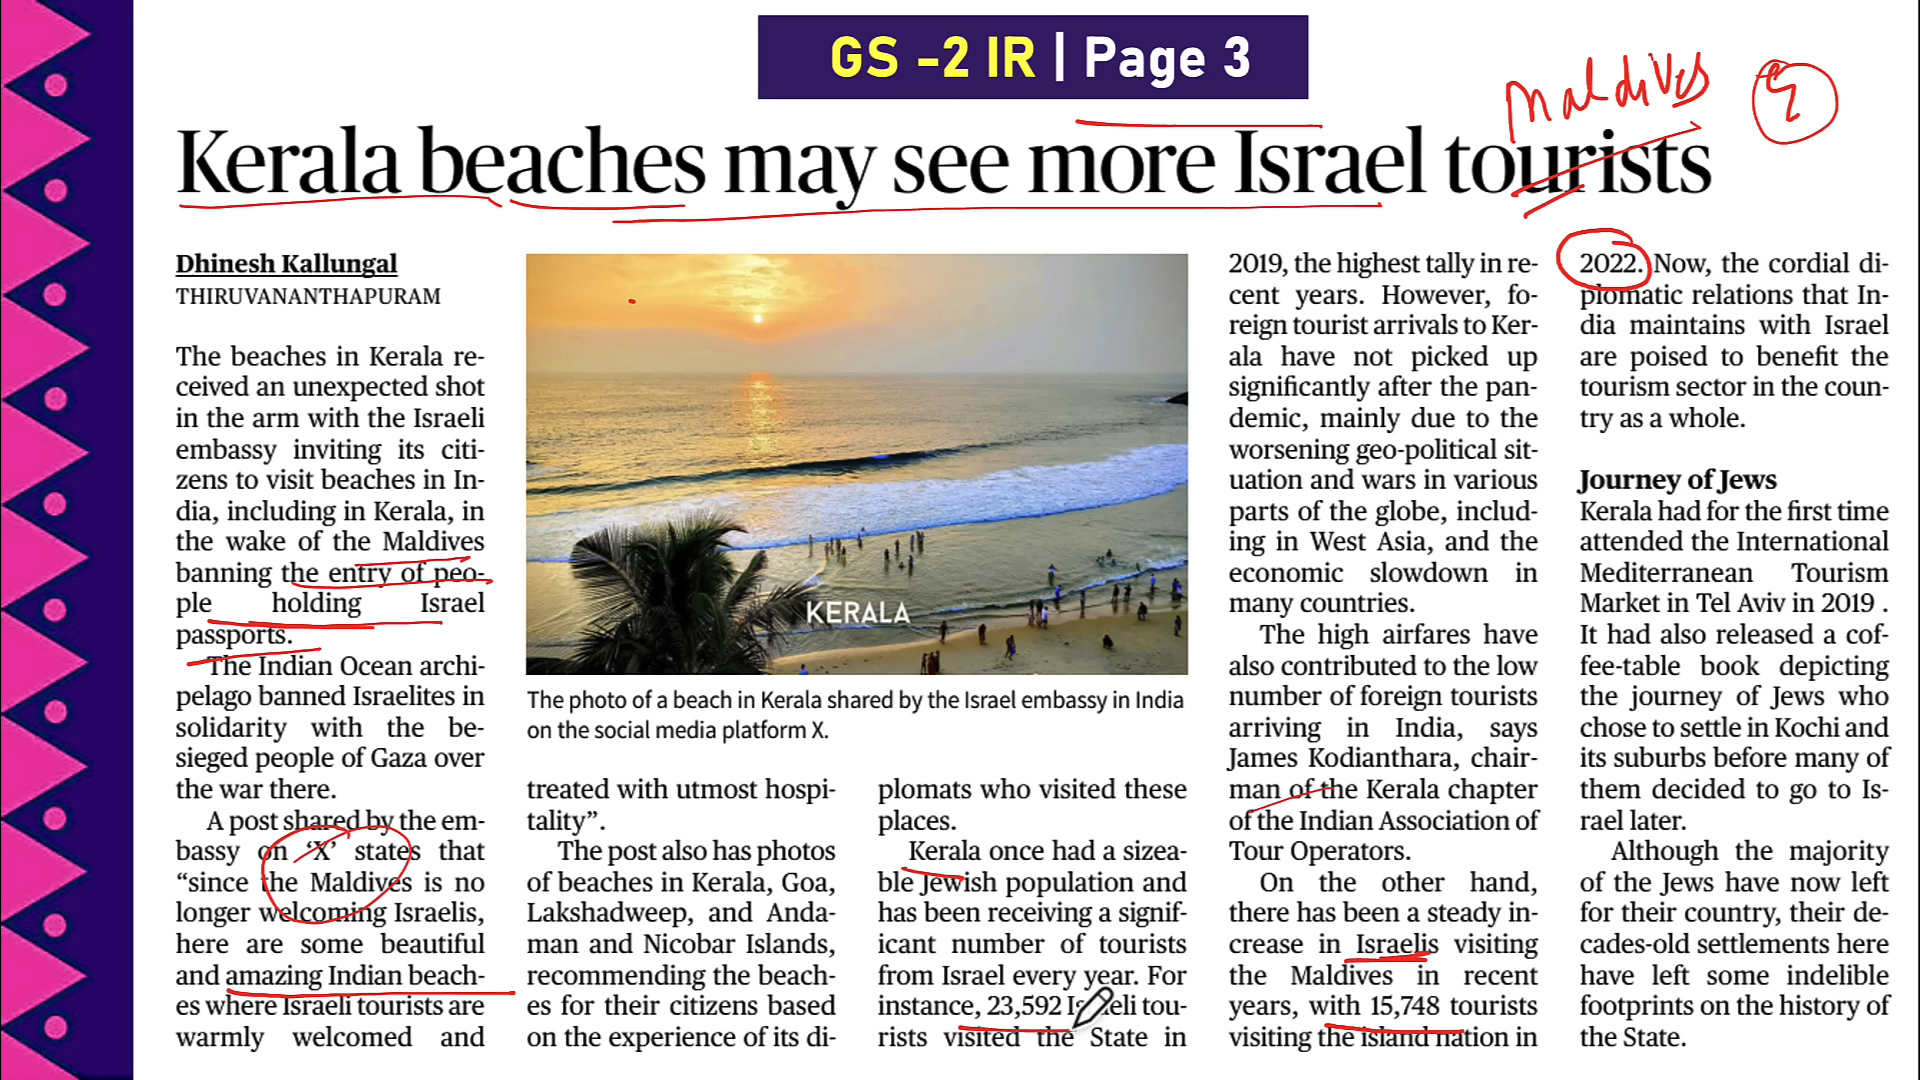 GS -2 IR | Page 3
Maldives
Kerala beaches may see more Israel tourists
Dhinesh Kallungal
THIRUVANANTHAPURAM
The beaches in Kerala re-
ceived an unexpected shot
in the arm with the Israeli
embassy inviting its citi-
zens to visit beaches in In-
dia, including in Kerala, in
the wake of the Maldives
banning the entry of peo-
ple holding Israel
passports.
The Indian Ocean archi-
pelago banned Israelites in
solidarity with the be-
sieged people of Gaza over
the war there.
A post shared by the em-
bassy on ‘X’ states that
“since the Maldives is no
longer welcoming Israelis,
here are some beautiful
and amazing Indian beach-
es where Israeli tourists are
warmly welcomed and
KERALA
The photo of a beach in Kerala shared by the Israel embassy in India
on the social media platform X.
treated with utmost hospi-
tality”.
The post also has photos
of beaches in Kerala, Goa,
Lakshadweep, and Anda-
man and Nicobar Islands,
recommending the beach-
es for their citizens based
on the experience of its di-
plomats who visited these
places.
Kerala once had a sizea-
ble Jewish population and
has been receiving a signif-
icant number of tourists
from Israel every year. For
instance, 23,592 Israeli tou-
rists visited the State in
2019, the highest tally in re-
cent years. However, fo-
reign tourist arrivals to Ker-
ala have not picked up
significantly after the pan-
demic, mainly due to the
worsening geo-political sit-
uation and wars in various
parts of the globe, includ-
ing in West Asia, and the
economic slowdown in
many countries.
The high airfares have
also contributed to the low
number of foreign tourists
arriving in India, says
James Kodianthara, chair-
man of the Kerala chapter
of the Indian Association of
Tour Operators.
On the other hand,
there has been a steady in-
crease in Israelis visiting
the Maldives in recent
years, with 15,748 tourists
visiting the island nation in
2022. Now, the cordial di-
plomatic relations that In-
dia maintains with Israel
are poised to benefit the
tourism sector in the coun-
try as a whole.
Journey of Jews
Kerala had for the first time
attended the International
Mediterranean Tourism
Market in Tel Aviv in 2019 .
It had also released a cof-
fee-table book depicting
the journey of Jews who
chose to settle in Kochi and
its suburbs before many of
them decided to go to Is-
rael later.
Although the majority
of the Jews have now left
for their country, their de-
cades-old settlements here
have left some indelible
footprints on the history of
the State.